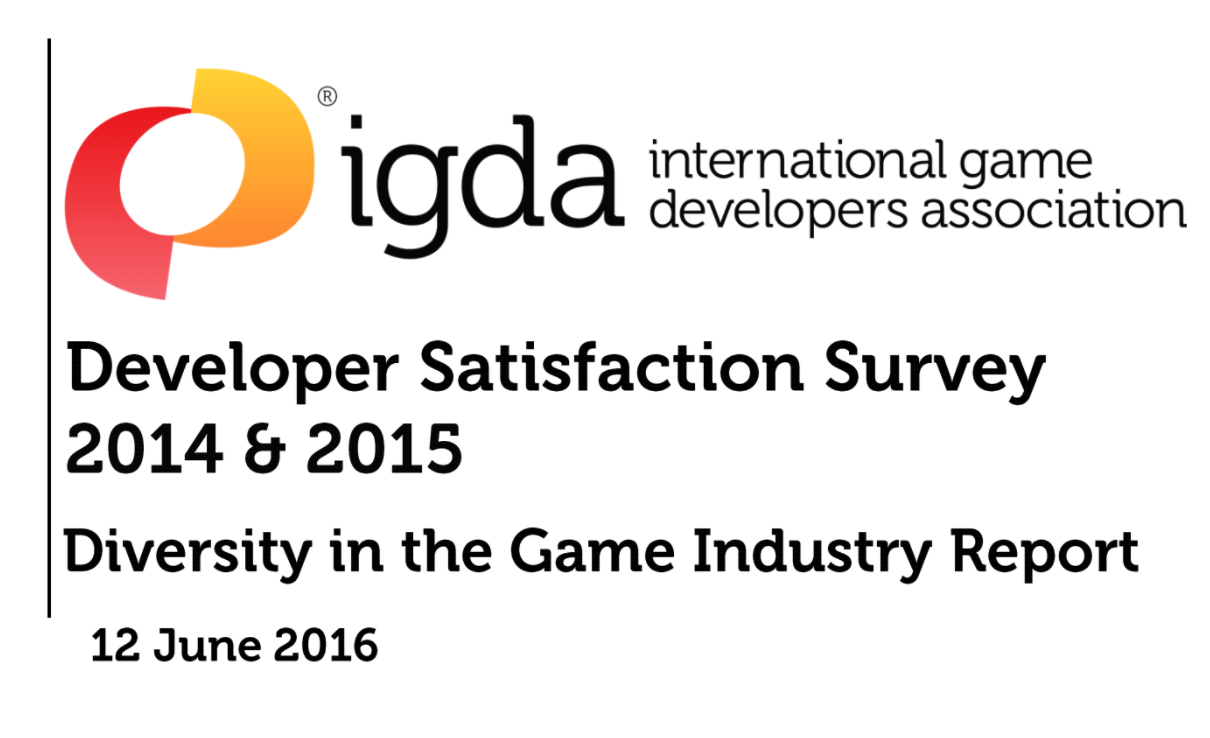 igda®
international game
developers association
Developer Satisfaction Survey
2014 & 2015
Diversity in the Game Industry Report
12 June 2016